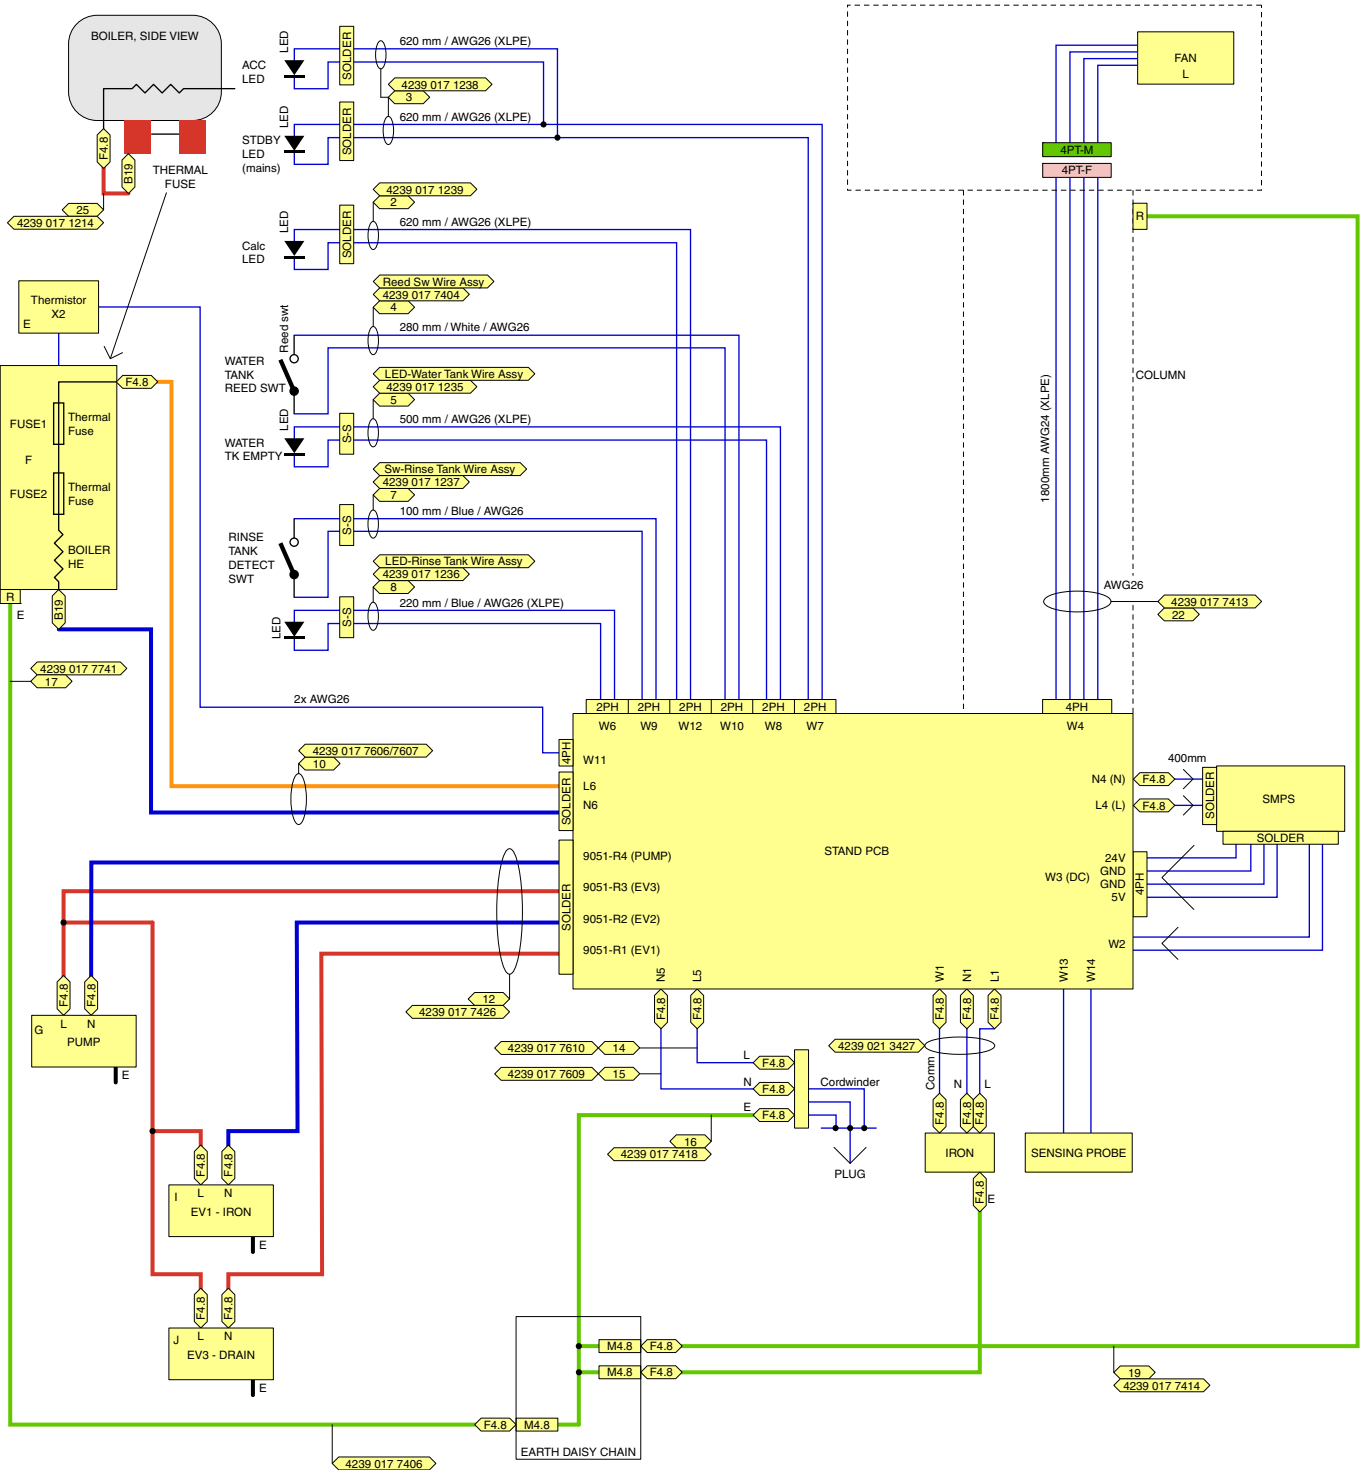 BOILER, SIDE VIEW
F4.8
B19
THERMAL
FUSE
25
4239 017 1214
LED
ACC
LED
SOLDER
620 mm / AWG26 (XLPE)
4239 017 1238
3
LED
STDBY
LED
(mains)
SOLDER
620 mm / AWG26 (XLPE)
4239 017 1239
2
LED
Calc
LED
SOLDER
620 mm / AWG26 (XLPE)
Reed Sw Wire Assy
4239 017 7404
4
Reed swt
280 mm / White / AWG26
WATER
TANK
REED SWT
LED-Water Tank Wire Assy
4239 017 1235
5
LED
WATER
TK EMPTY
S-S
500 mm / AWG26 (XLPE)
Sw-Rinse Tank Wire Assy
4239 017 1237
7
S-S
100 mm / Blue / AWG26
RINSE
TANK
DETECT
SWT
LED-Rinse Tank Wire Assy
4239 017 1236
8
LED
S-S
220 mm / Blue / AWG26 (XLPE)
FAN
L
4PT-M
4PT-F
R
1800mm AWG24 (XLPE)
COLUMN
AWG26
4239 017 7413
22
Thermistor
X2
E
F4.8
FUSE1
Thermal
Fuse
F
FUSE2
Thermal
Fuse
BOILER
HE
R
E
B19
4239 017 7741
17
2x AWG26
4239 017 7606/7607
10
2PH
2PH
2PH
2PH
2PH
2PH
4PH
W6
W9
W12
W10
W8
W7
W4
4PH
W11
SOLDER
L6
N6
SOLDER
9051-R4 (PUMP)
9051-R3 (EV3)
9051-R2 (EV2)
9051-R1 (EV1)
STAND PCB
N4 (N)
F4.8
400mm
L4 (L)
F4.8
SOLDER
SMPS
SOLDER
24V
GND
GND
5V
W3 (DC)
4PH
W2
N5
L5
W1
N1
L1
W13
W14
F4.8
F4.8
F4.8
F4.8
F4.8
12
4239 017 7426
F4.8
F4.8
G
L
N
PUMP
E
4239 017 7610
14
4239 017 7609
15
L
F4.8
N
F4.8
E
F4.8
Cordwinder
PLUG
16
4239 017 7418
4239 021 3427
Comm
N
L
F4.8
F4.8
F4.8
IRON
F4.8
E
SENSING PROBE
F4.8
F4.8
I
L
N
EV1 - IRON
E
F4.8
F4.8
J
L
N
EV3 - DRAIN
E
M4.8
F4.8
M4.8
F4.8
F4.8
M4.8
EARTH DAISY CHAIN
19
4239 017 7414
4239 017 7406